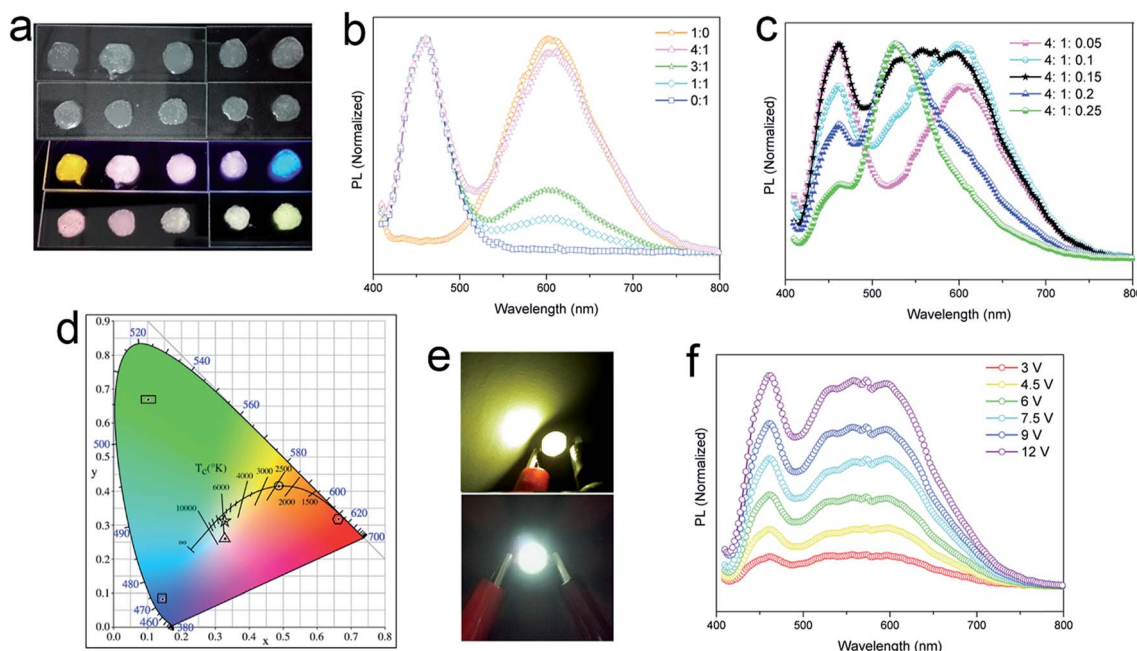 a
b
PL (Normalized)
1:0
4:1
3:1
1:1
0:1
400 500 600 700 800
Wavelength (nm)
c
PL (Normalized)
4: 1: 0.05
4: 1: 0.1
4: 1: 0.15
4: 1: 0.2
4: 1: 0.25
400 500 600 700 800
Wavelength (nm)
d
0.9
0.8
0.7
0.6
0.5
0.4
0.3
0.2
0.1
0.0
y
0.0 0.1 0.2 0.3 0.4 0.5 0.6 0.7 0.8
x
520
540
560
580
600
620
700
500
490
480
470
460
380
Tc(°K)
∞
10000
6000
4000
3000
2500
2000
1500
e
f
PL (Normalized)
3 V
4.5 V
6 V
7.5 V
9 V
12 V
400 500 600 700 800
Wavelength (nm)